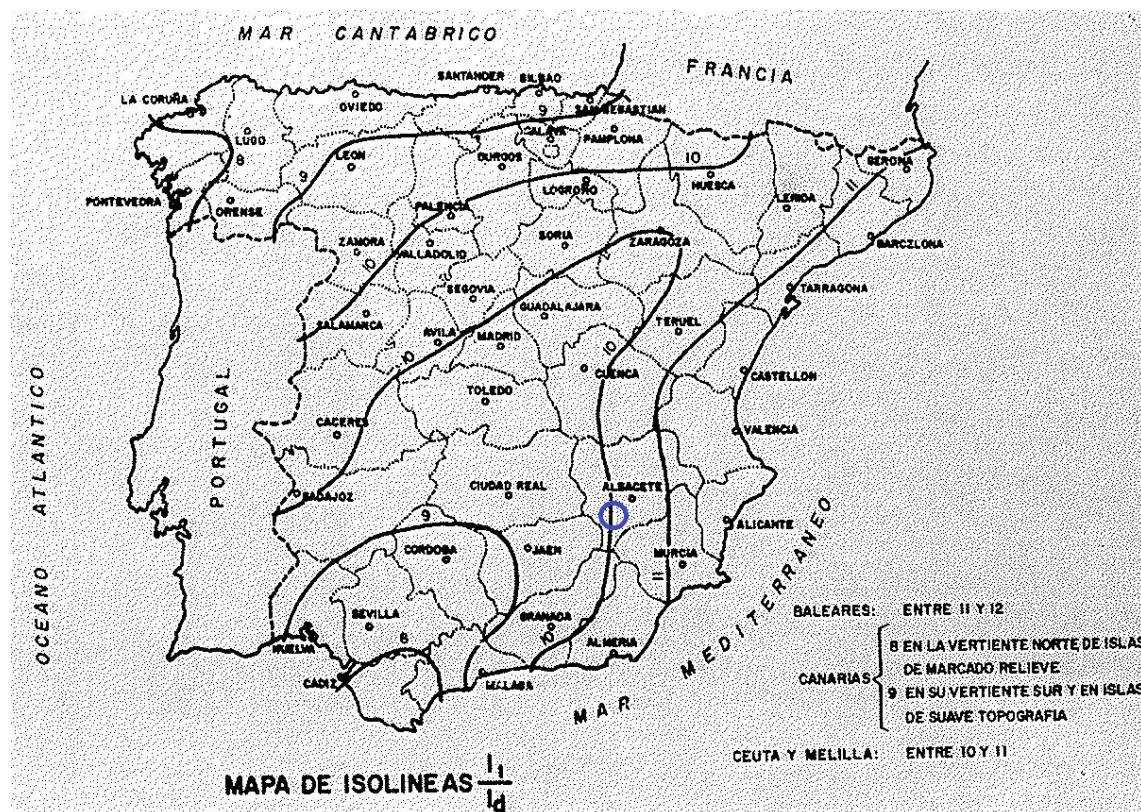 MAR CANTABRICO
FRANCIA
LA CORUÑA
LUGO
8
PONTEVEDRA
ORENSE
OVIEDO
SANTANDER
BILBAO
SAN SEBASTIAN
9
PAMPLONA
LEON
9
BURGOS
LOGROÑO
10
HUESCA
LERIDA
GERONA
11
BARCZLONA
TARRAGONA
PALENCIA
ZAMORA
VALLADOLID
SORIA
ZARAGOZA
10
SEGOVIA
SALAMANCA
AVILA
MADRID
GUADALAJARA
TERUEL
10
10
CUENCA
CASTELLON
TOLEDO
CACERES
VALENCIA
BADAJOZ
CIUDAD REAL
ALBACETE
ALICANTE
9
CORDOBA
JAEN
MURCIA
11
SEVILLA
GRANADA
10
ALMERIA
8
HUELVA
CADIZ
MALAGA
PORTUGAL
OCEANO ATLANTICO
MAR MEDITERRANEO
BALEARES: ENTRE 11 Y 12
CANARIAS
8 EN LA VERTIENTE NORTE DE ISLAS
DE MARCADO RELIEVE
9 EN SU VERTIENTE SUR Y EN ISLAS
DE SUAVE TOPOGRAFIA
CEUTA Y MELILLA: ENTRE 10 Y 11
MAPA DE ISOLINEAS I1/Id